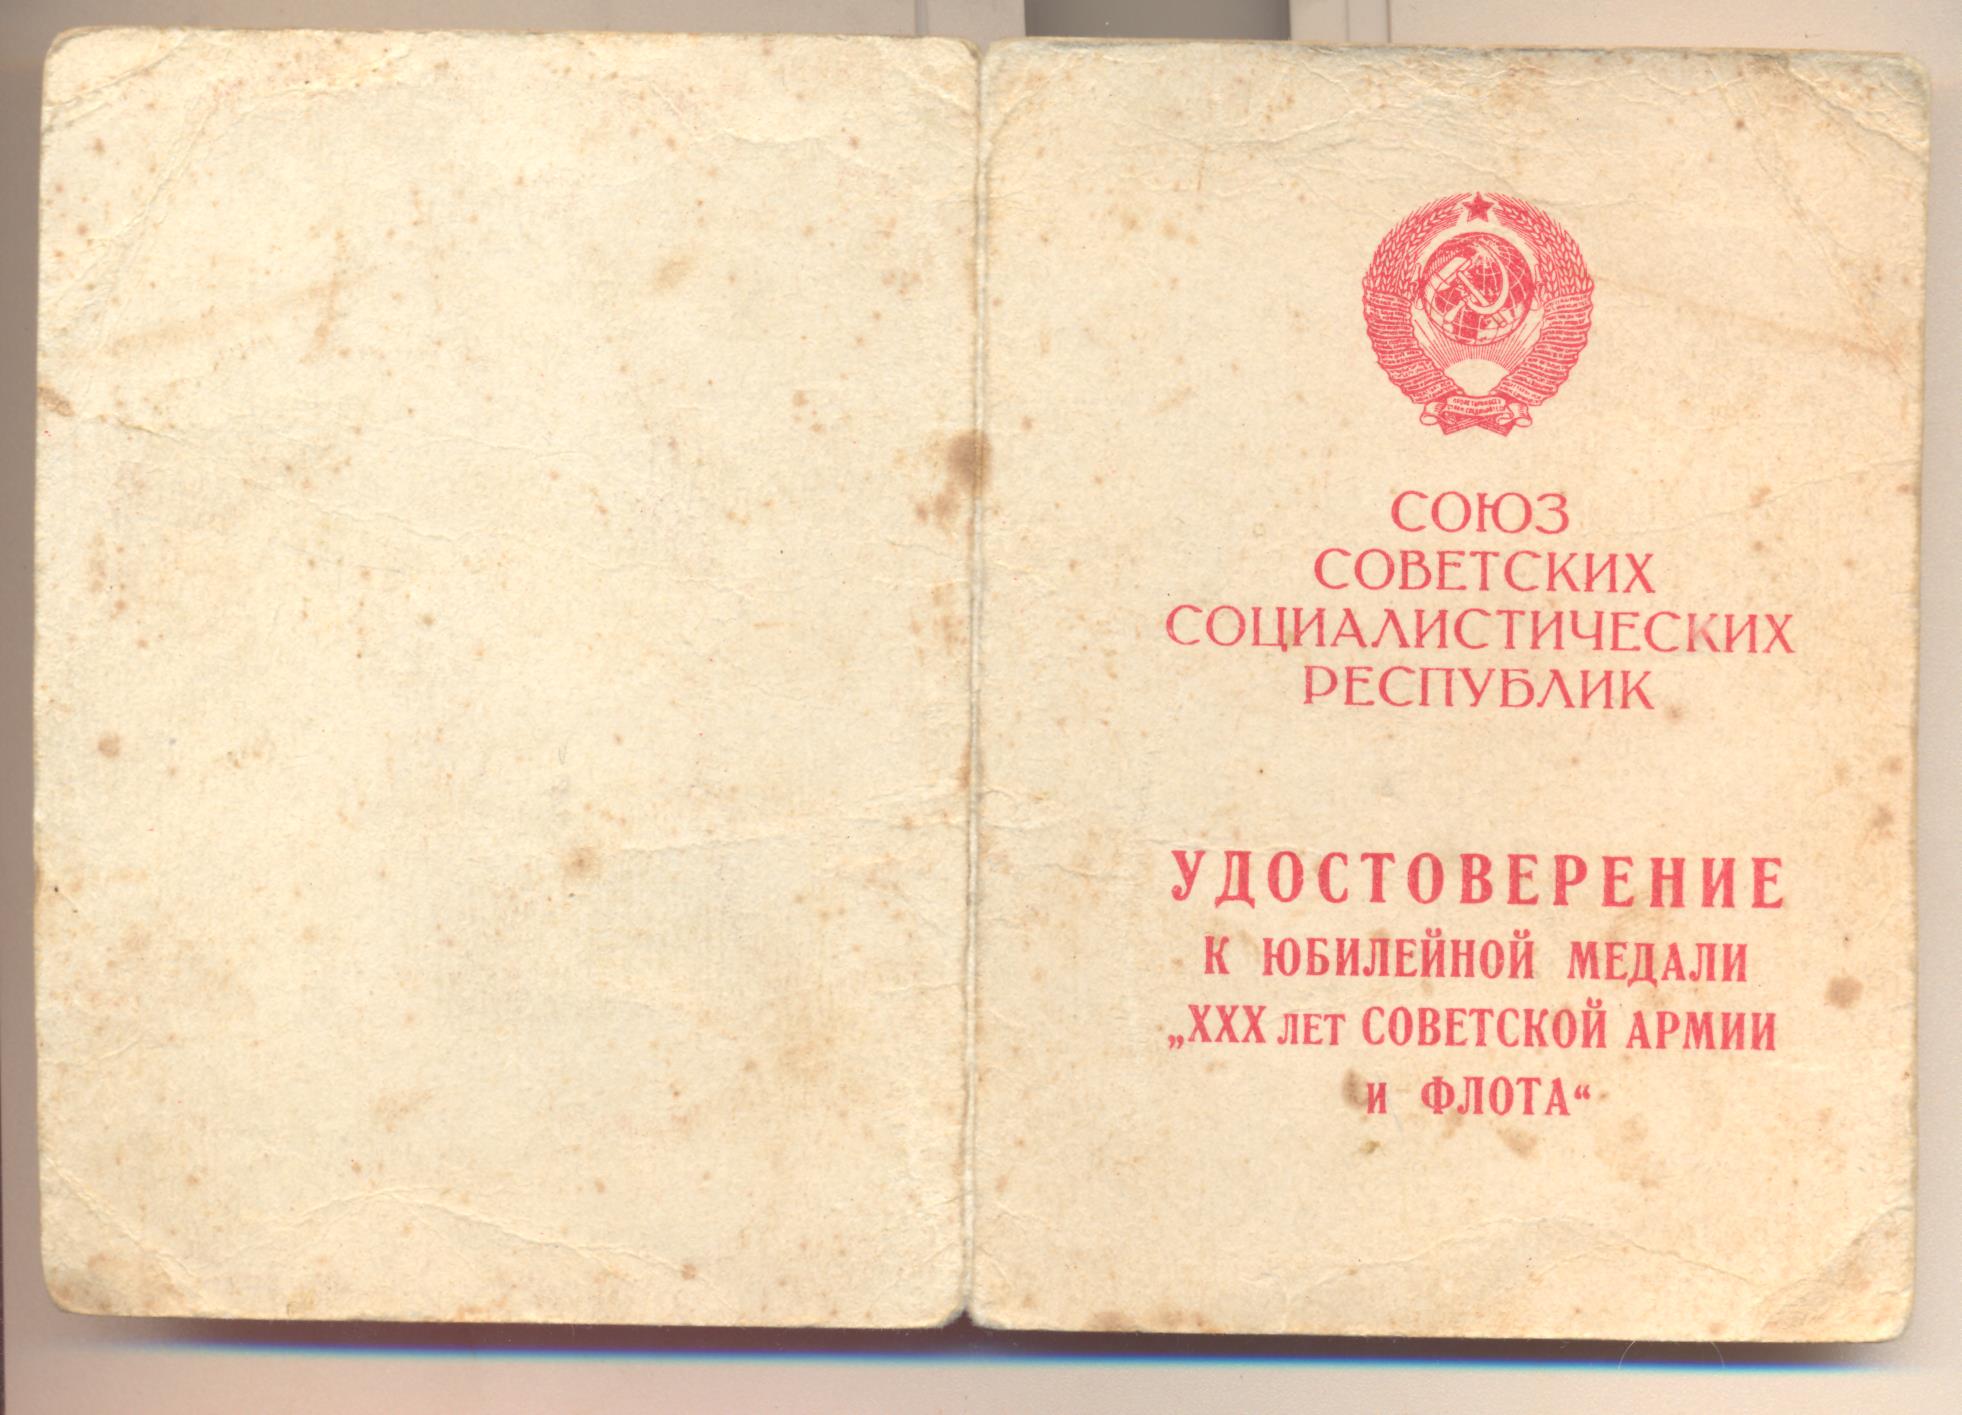 СОЮЗ
СОВЕТСКИХ
СОЦИАЛИСТИЧЕСКИХ
РЕСПУБЛИК
УДОСТОВЕРЕНИЕ
К ЮБИЛЕЙНОЙ МЕДАЛИ
„XXX ЛЕТ СОВЕТСКОЙ АРМИИ
И ФЛОТА“